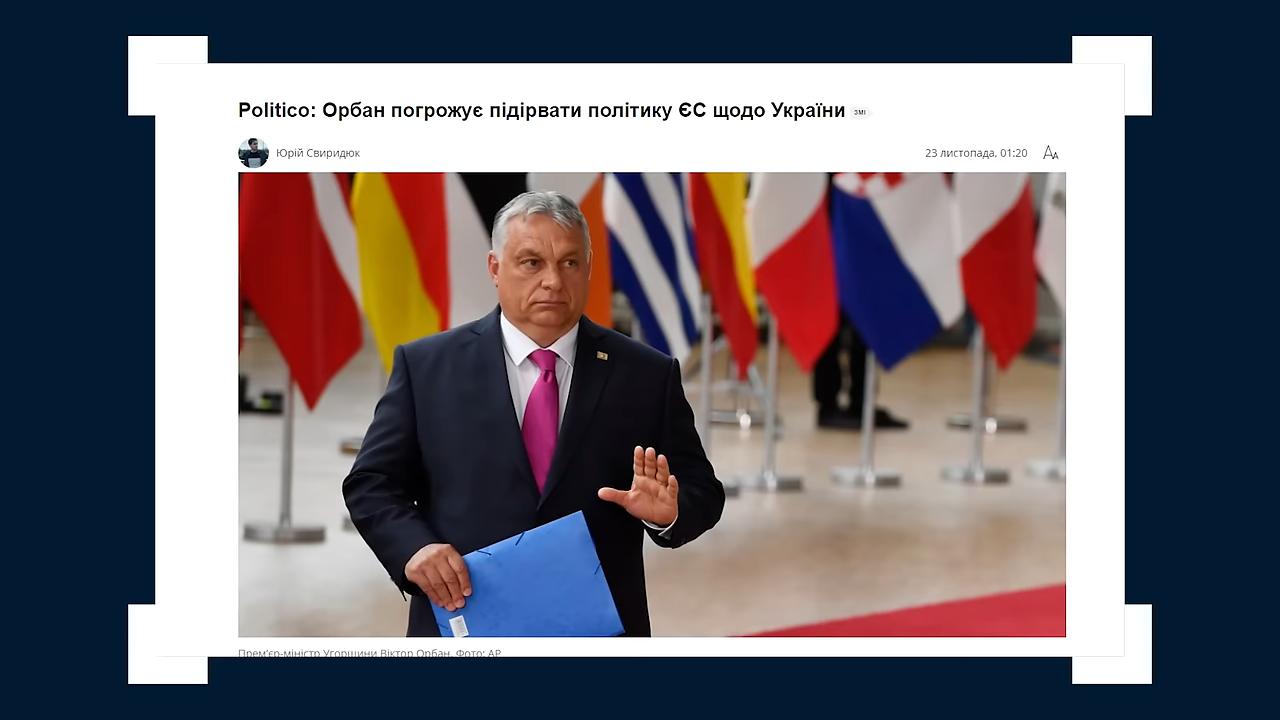 Politico: Орбан погрожує підірвати політику ЄС щодо України ЗМІ
Юрій Свиридюк
23 листопада, 01:20
Прем'єр-міністр Угорщини Віктор Орбан. Фото: AP